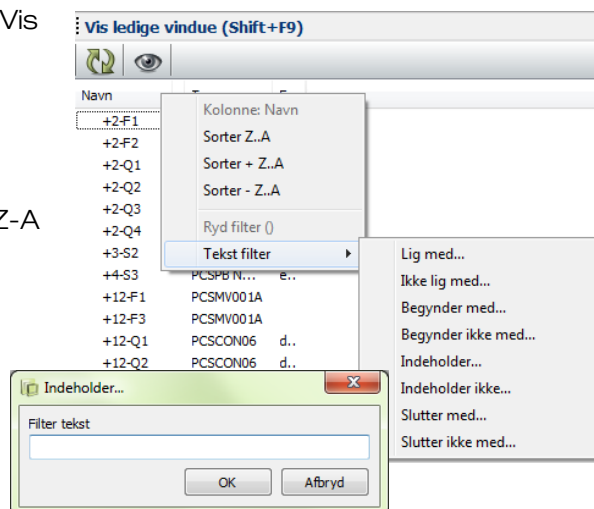 Vis
Vis ledige vindue (Shift+F9)
Navn
+2-F1
+2-F2
+2-Q1
+2-Q2
+2-Q3
+2-Q4
+3-S2
+4-S3 e..
+12-F1 PCSMV001A
+12-F3 PCSMV001A
+12-Q1 PCSCON06 d..
+12-Q2 PCSCON06 d..
Z-A
Kolonne: Navn
Sorter Z..A
Sorter + Z..A
Sorter - Z..A
Ryd filter ()
Tekst filter
Lig med...
Ikke lig med...
Begynder med...
Begynder ikke med...
Indeholder...
Indeholder ikke...
Slutter med...
Slutter ikke med...
Indeholder...
Filter tekst
OK Afbryd